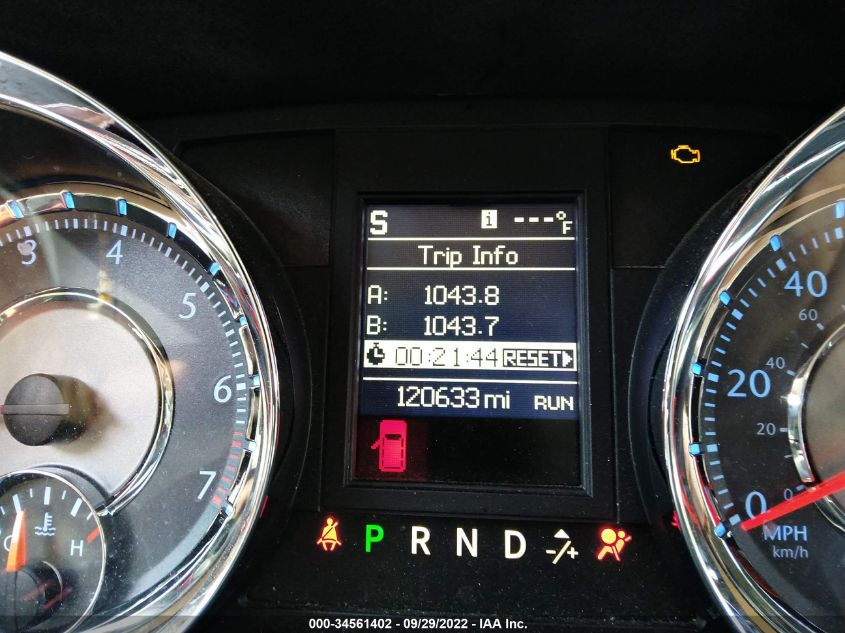 S i ---°F
Trip Info
A: 1043.8
B: 1043.7
00:21:44 RESET
120633 mi RUN
3
4
5
6
7
C H
40
60
20
40
20
0
0
MPH
km/h
P R N D -/+
000-34561402 - 09/29/2022 - IAA Inc.